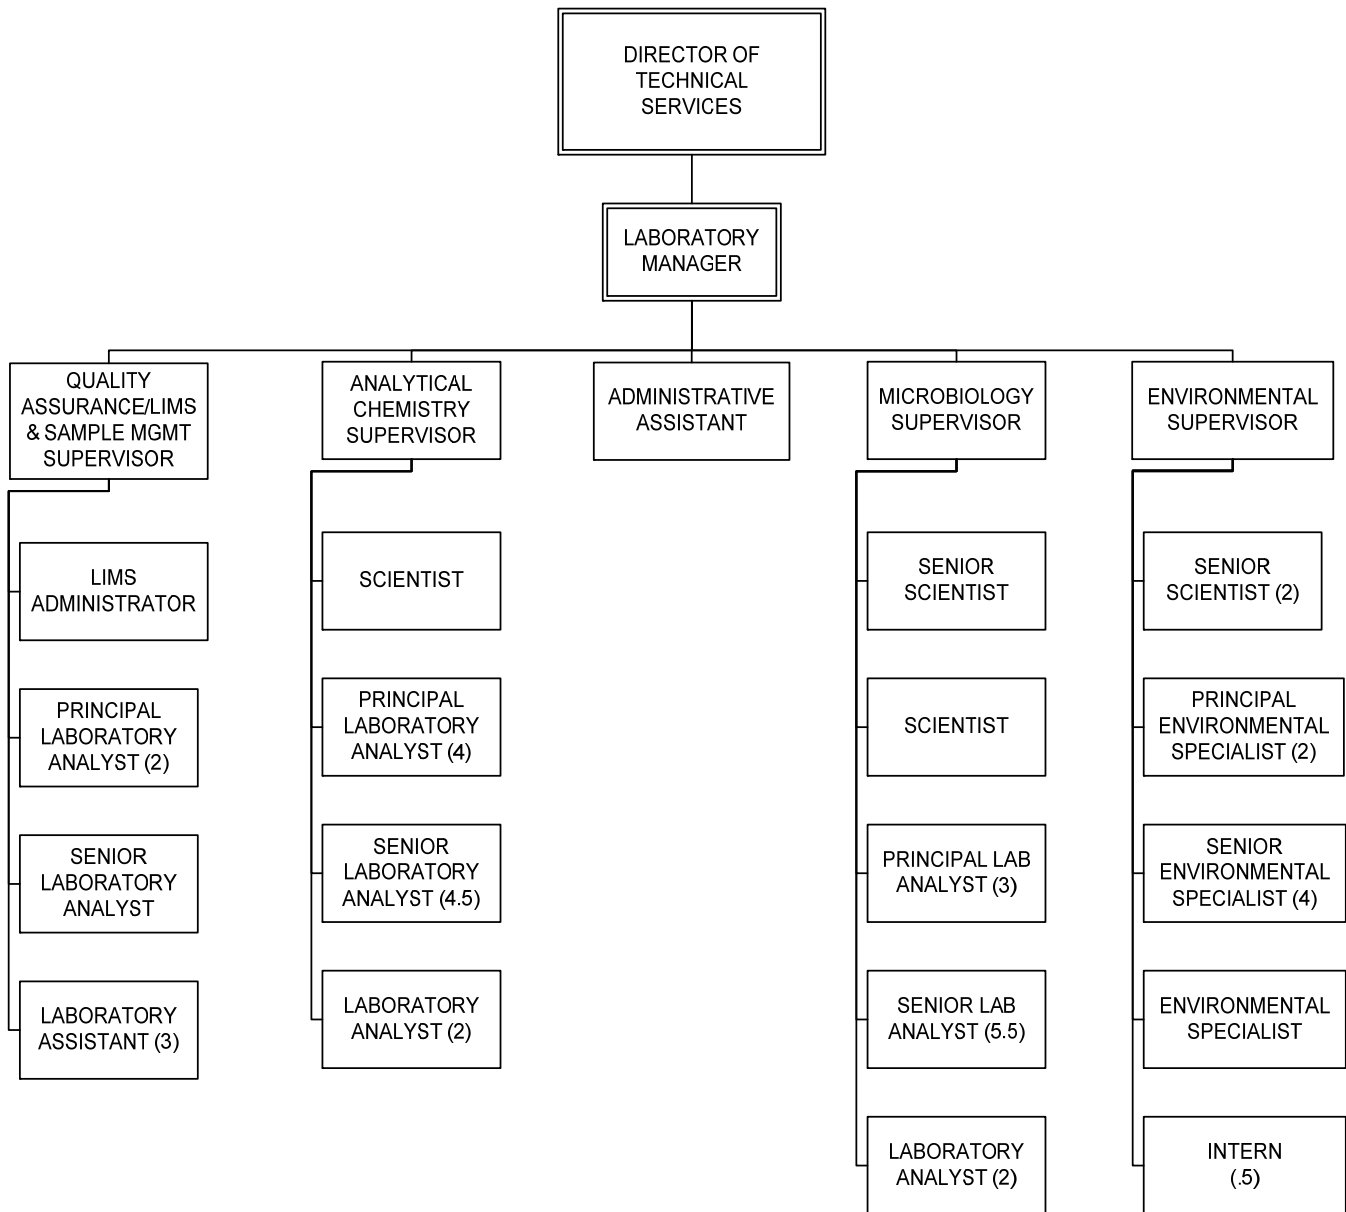 DIRECTOR OF
TECHNICAL
SERVICES
LABORATORY
MANAGER
QUALITY
ASSURANCE/LIMS
& SAMPLE MGMT
SUPERVISOR
ANALYTICAL
CHEMISTRY
SUPERVISOR
ADMINISTRATIVE
ASSISTANT
MICROBIOLOGY
SUPERVISOR
ENVIRONMENTAL
SUPERVISOR
LIMS
ADMINISTRATOR
SCIENTIST
SENIOR
SCIENTIST
SENIOR
SCIENTIST (2)
PRINCIPAL
LABORATORY
ANALYST (2)
PRINCIPAL
LABORATORY
ANALYST (4)
SCIENTIST
PRINCIPAL
ENVIRONMENTAL
SPECIALIST (2)
SENIOR
LABORATORY
ANALYST
SENIOR
LABORATORY
ANALYST (4.5)
PRINCIPAL LAB
ANALYST (3)
SENIOR
ENVIRONMENTAL
SPECIALIST (4)
LABORATORY
ASSISTANT (3)
LABORATORY
ANALYST (2)
SENIOR LAB
ANALYST (5.5)
ENVIRONMENTAL
SPECIALIST
LABORATORY
ANALYST (2)
INTERN
(.5)